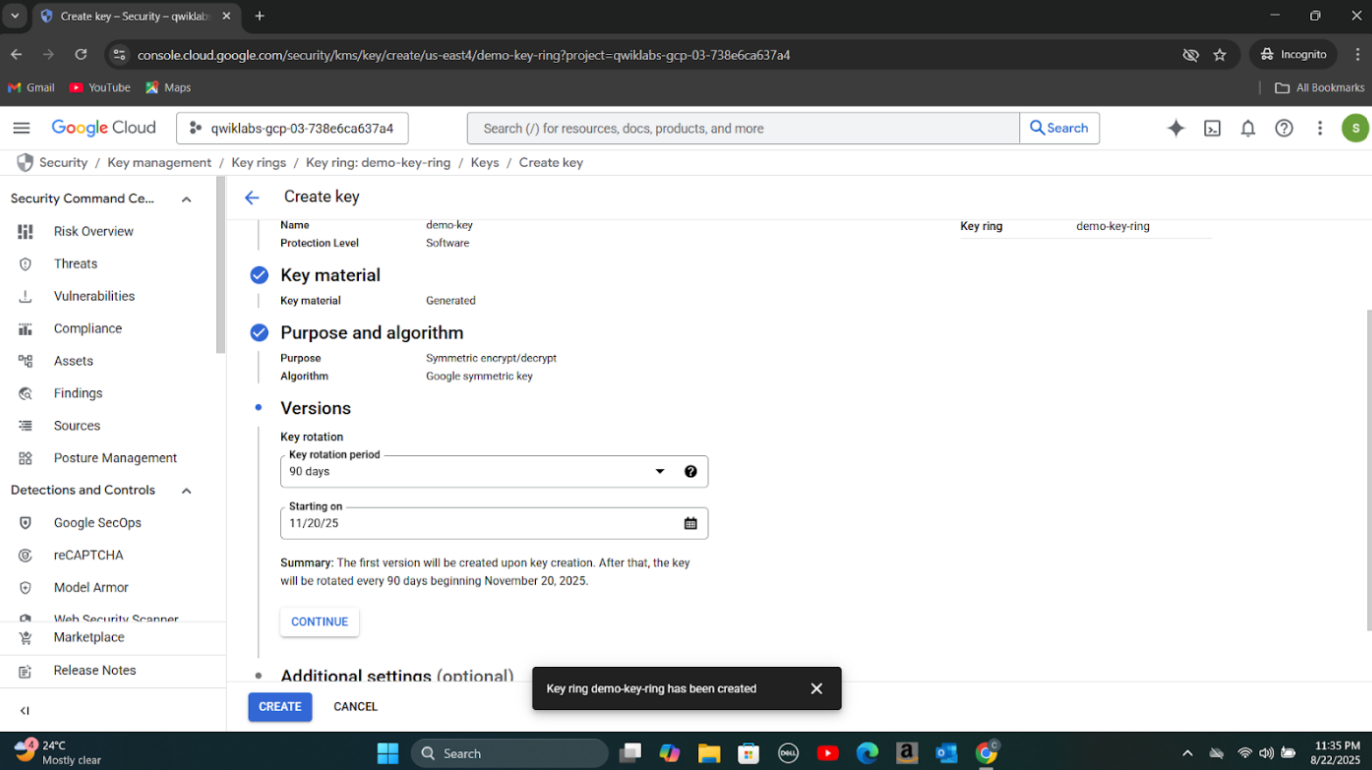 Create key – Security – qwiklab
console.cloud.google.com/security/kms/key/create/us-east4/demo-key-ring?project=qwiklabs-gcp-03-738e6ca637a4
Incognito
Gmail
YouTube
Maps
All Bookmarks
Google Cloud
qwiklabs-gcp-03-738e6ca637a4
Search (/) for resources, docs, products, and more
Search
S
Security / Key management / Key rings / Key ring: demo-key-ring / Keys / Create key
Security Command Ce...
Risk Overview
Threats
Vulnerabilities
Compliance
Assets
Findings
Sources
Posture Management
Detections and Controls
Google SecOps
reCAPTCHA
Model Armor
Web Security Scanner
Marketplace
Release Notes
Create key
Name demo-key
Protection Level Software
Key ring demo-key-ring
Key material
Key material Generated
Purpose and algorithm
Purpose Symmetric encrypt/decrypt
Algorithm Google symmetric key
Versions
Key rotation
Key rotation period
90 days
Starting on
11/20/25
Summary: The first version will be created upon key creation. After that, the key
will be rotated every 90 days beginning November 20, 2025.
CONTINUE
Additional settings (optional)
Key ring demo-key-ring has been created
CREATE
CANCEL
4
24°C
Mostly clear
Search
DELL
a
C
11:35 PM
8/22/2025